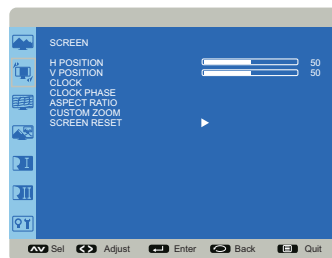 SCREEN
H POSITION 50
V POSITION 50
CLOCK
CLOCK PHASE
ASPECT RATIO
CUSTOM ZOOM
SCREEN RESET
Sel Adjust Enter Back Quit